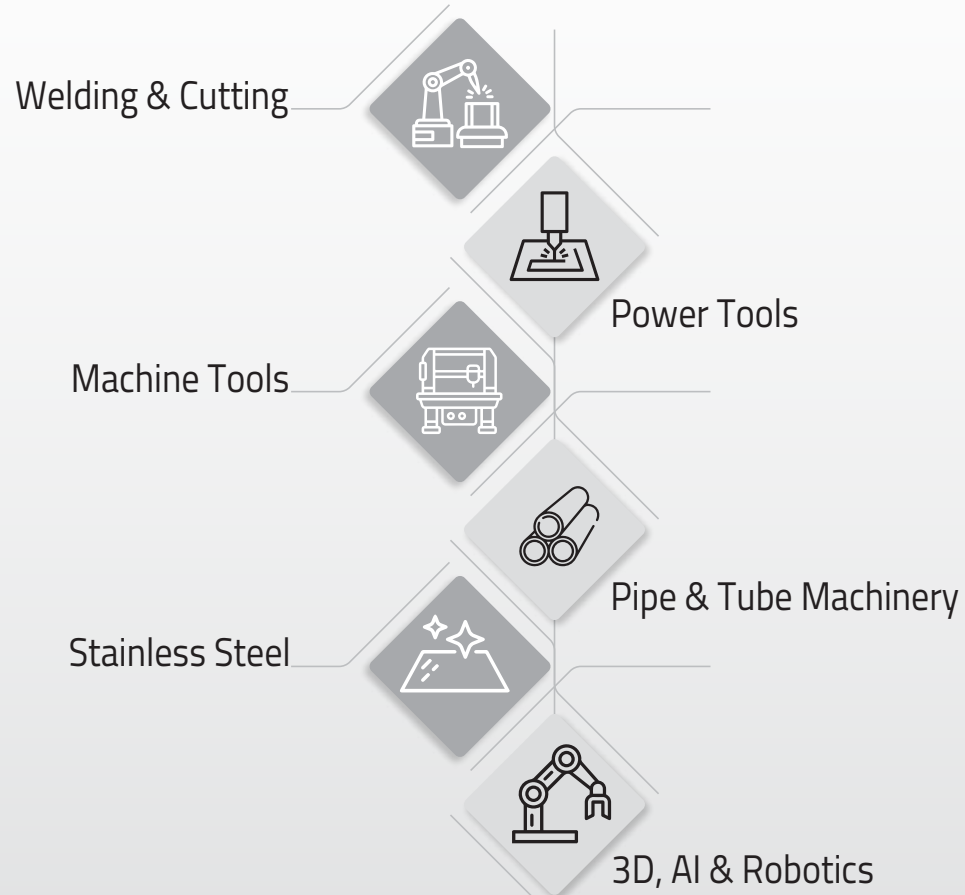 Welding & Cutting
Power Tools
Machine Tools
Pipe & Tube Machinery
Stainless Steel
3D, AI & Robotics